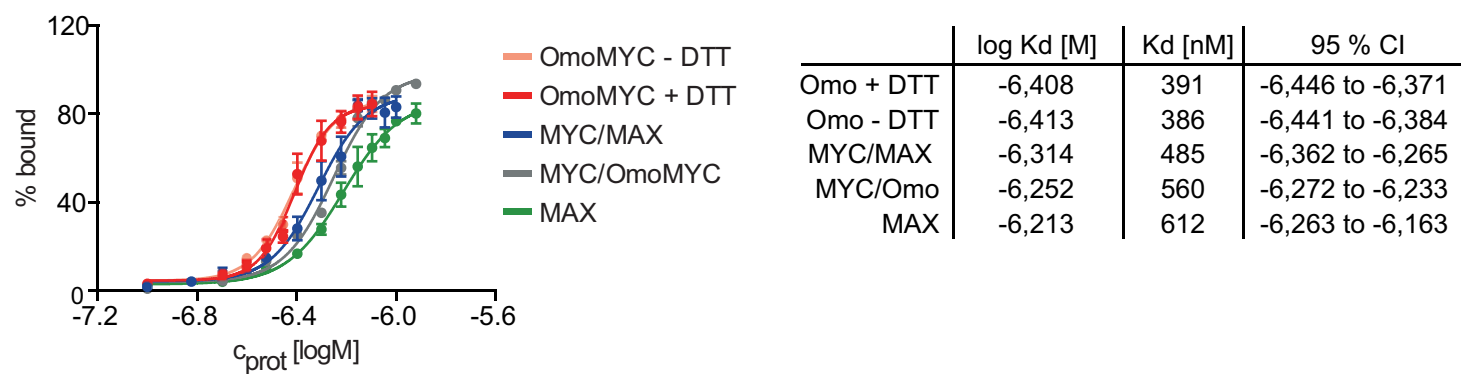 120
80
40
0
-7.2 -6.8 -6.4 -6.0 -5.6
% bound
cprot [logM]
OmoMYC - DTT
OmoMYC + DTT
MYC/MAX
MYC/OmoMYC
MAX
log Kd [M] Kd [nM] 95 % CI
Omo + DTT -6,408 391 -6,446 to -6,371
Omo - DTT -6,413 386 -6,441 to -6,384
MYC/MAX -6,314 485 -6,362 to -6,265
MYC/Omo -6,252 560 -6,272 to -6,233
MAX -6,213 612 -6,263 to -6,163